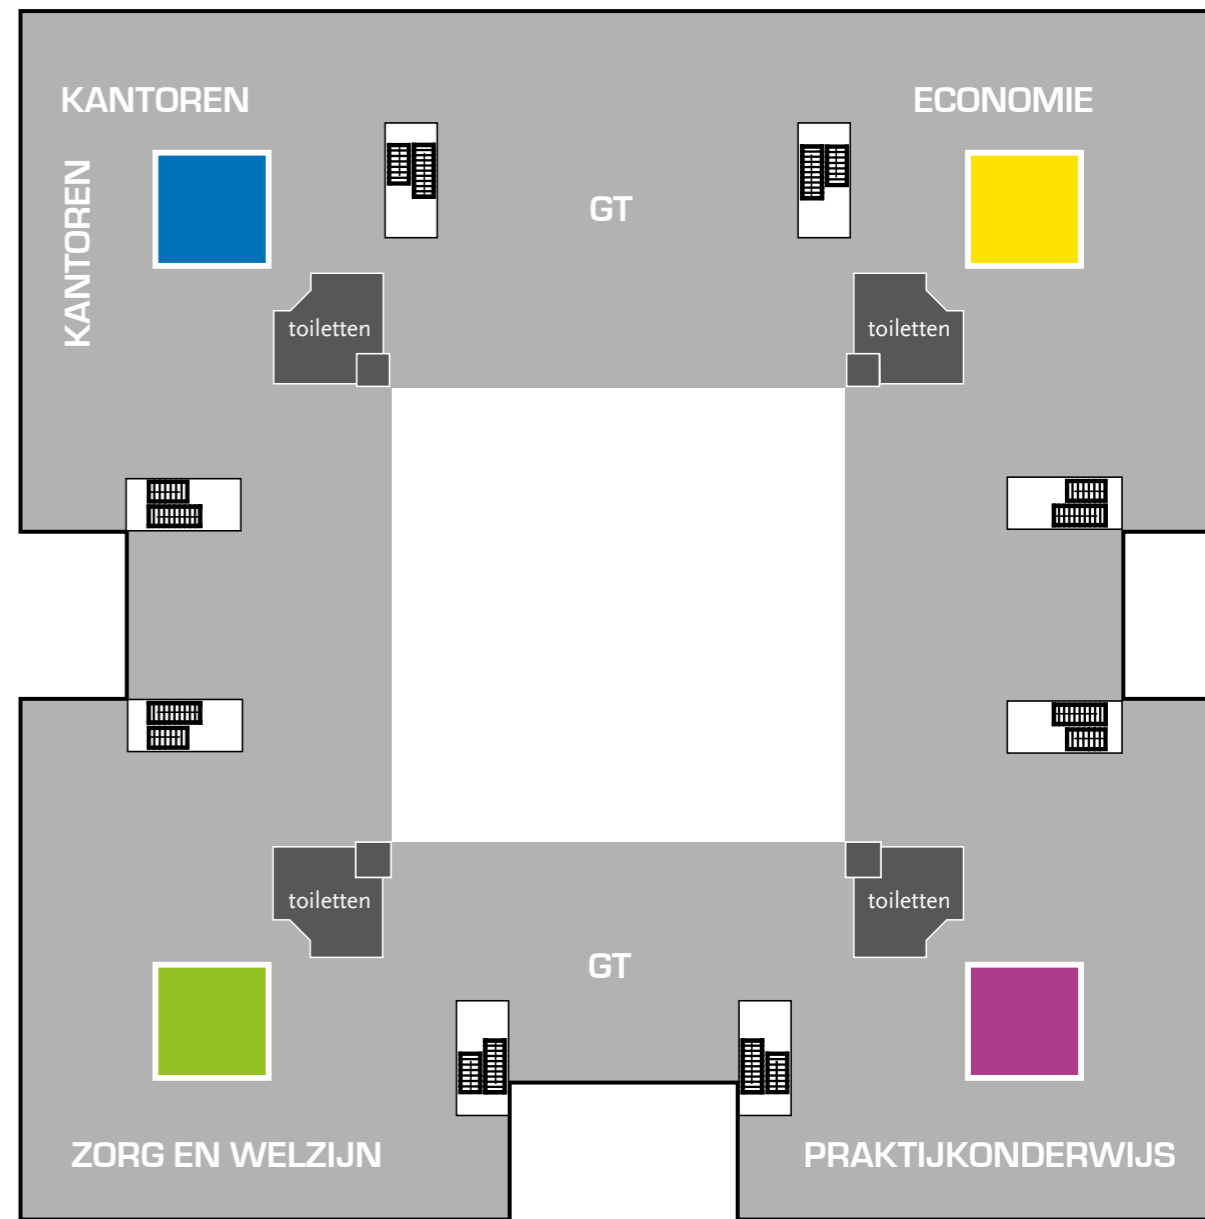 KANTOREN
ECONOMIE
KANTOREN
GT
toiletten
toiletten
toiletten
toiletten
GT
ZORG EN WELZIJN
PRAKTIJKONDERWIJS